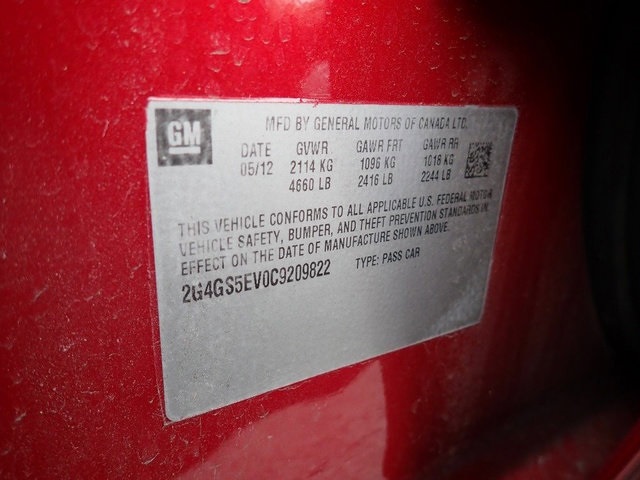 GM
MFD BY GENERAL MOTORS OF CANADA LTD.
DATE GVWR GAWR FRT GAWR RR
05/12 2114 KG 1096 KG 1018 KG
4660 LB 2416 LB 2244 LB
THIS VEHICLE CONFORMS TO ALL APPLICABLE U.S. FEDERAL MOTOR
VEHICLE SAFETY, BUMPER, AND THEFT PREVENTION STANDARDS IN
EFFECT ON THE DATE OF MANUFACTURE SHOWN ABOVE.
2G4GS5EV0C9209822 TYPE: PASS CAR